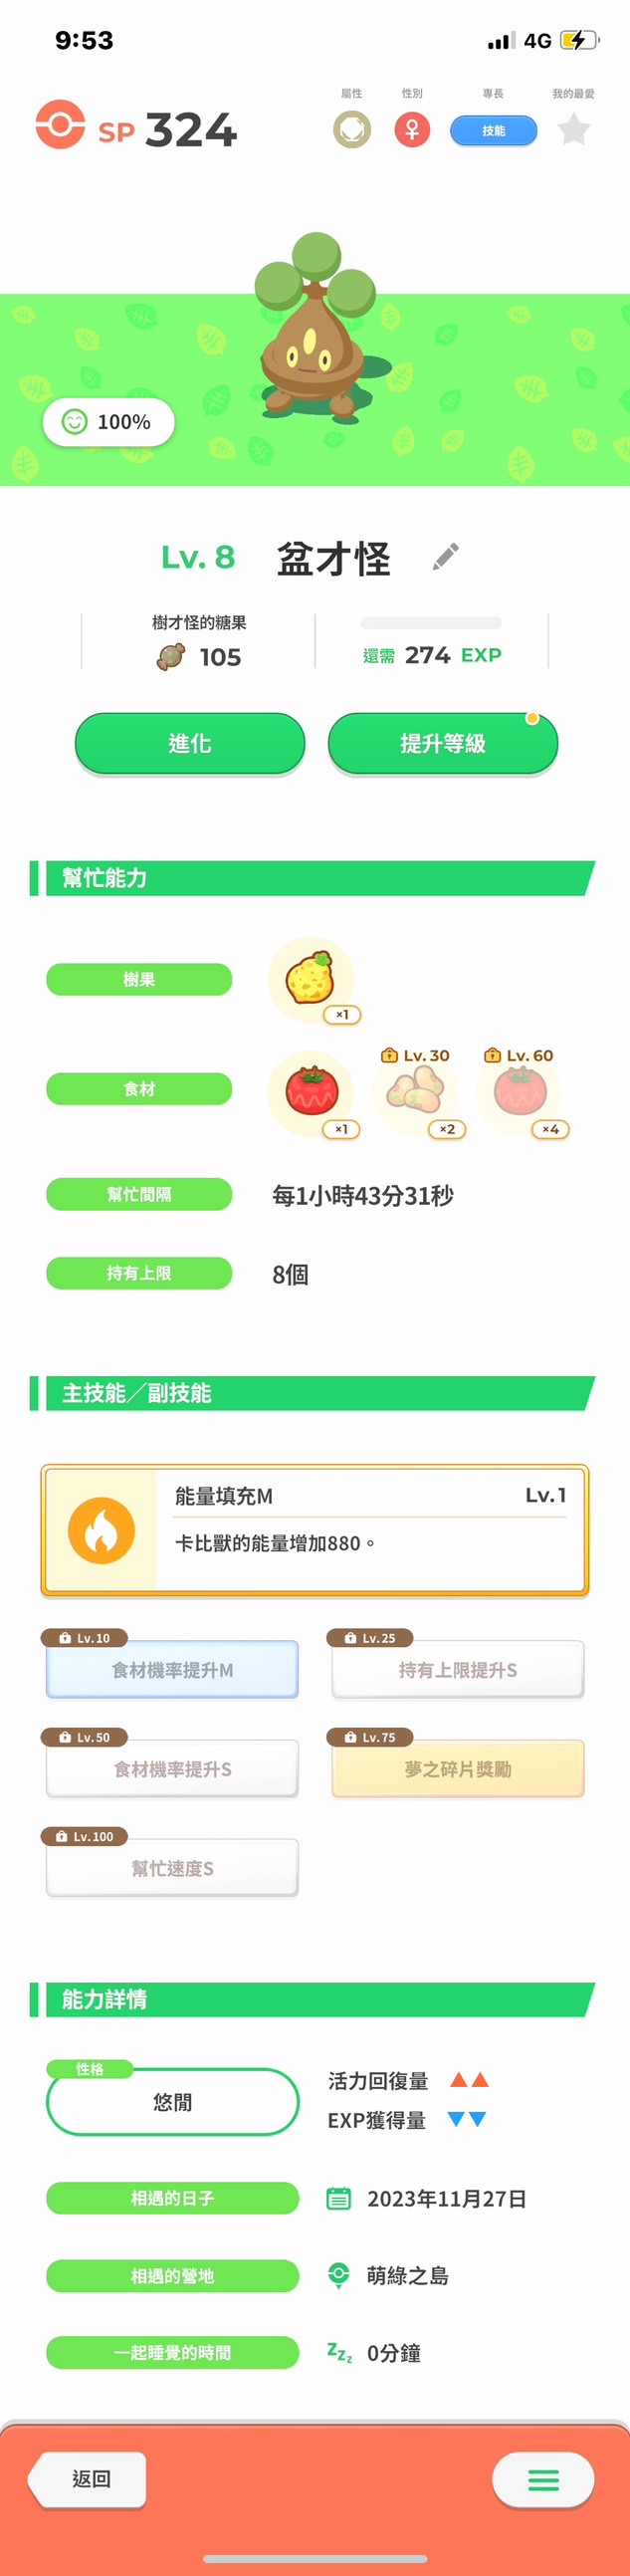 9:53
4G
屬性 性別 專長 我的最愛
SP 324
技能
100%
Lv. 8 盆才怪
樹才怪的糖果
105
還需 274 EXP
進化 提升等級
幫忙能力
樹果
×1
食材
Lv.30 Lv.60
×1 ×2 ×4
幫忙間隔 每1小時43分31秒
持有上限 8個
主技能／副技能
能量填充M Lv.1
卡比獸的能量增加880。
Lv.10 Lv.25
食材機率提升M 持有上限提升S
Lv.50 Lv.75
食材機率提升S 夢之碎片獎勵
Lv.100
幫忙速度S
能力詳情
性格
悠閒
活力回復量
EXP獲得量
相遇的日子 2023年11月27日
相遇的營地 萌綠之島
一起睡覺的時間 zzz 0分鐘
返回